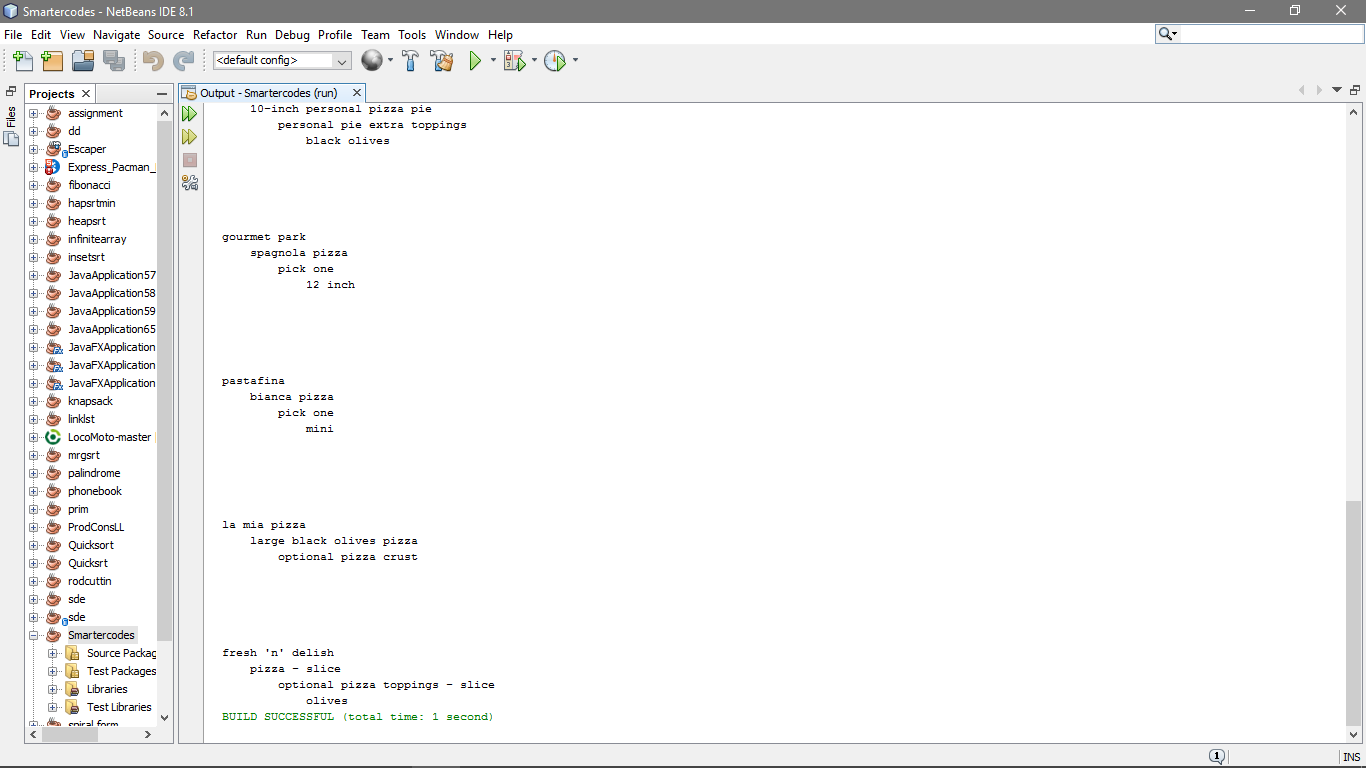 Smartercodes - NetBeans IDE 8.1
File Edit View Navigate Source Refactor Run Debug Profile Team Tools Window Help
<default config>
Files
Projects
assignment
dd
Escaper
Express_Pacman_
fibonacci
hapsrtmin
heapsrt
infinitearray
insetsrt
JavaApplication57
JavaApplication58
JavaApplication59
JavaApplication65
JavaFXApplication
JavaFXApplication
JavaFXApplication
knapsack
linklst
LocoMoto-master
mrgsrt
palindrome
phonebook
prim
ProdConsLL
Quicksort
Quicksrt
rodcuttin
sde
sde
Smartercodes
Source Packag
Test Packages
Libraries
Test Libraries
spiral form
Output - Smartercodes (run)
10-inch personal pizza pie
personal pie extra toppings
black olives
gourmet park
spagnola pizza
pick one
12 inch
pastafina
bianca pizza
pick one
mini
la mia pizza
large black olives pizza
optional pizza crust
fresh 'n' delish
pizza - slice
optional pizza toppings - slice
olives
BUILD SUCCESSFUL (total time: 1 second)
1
INS